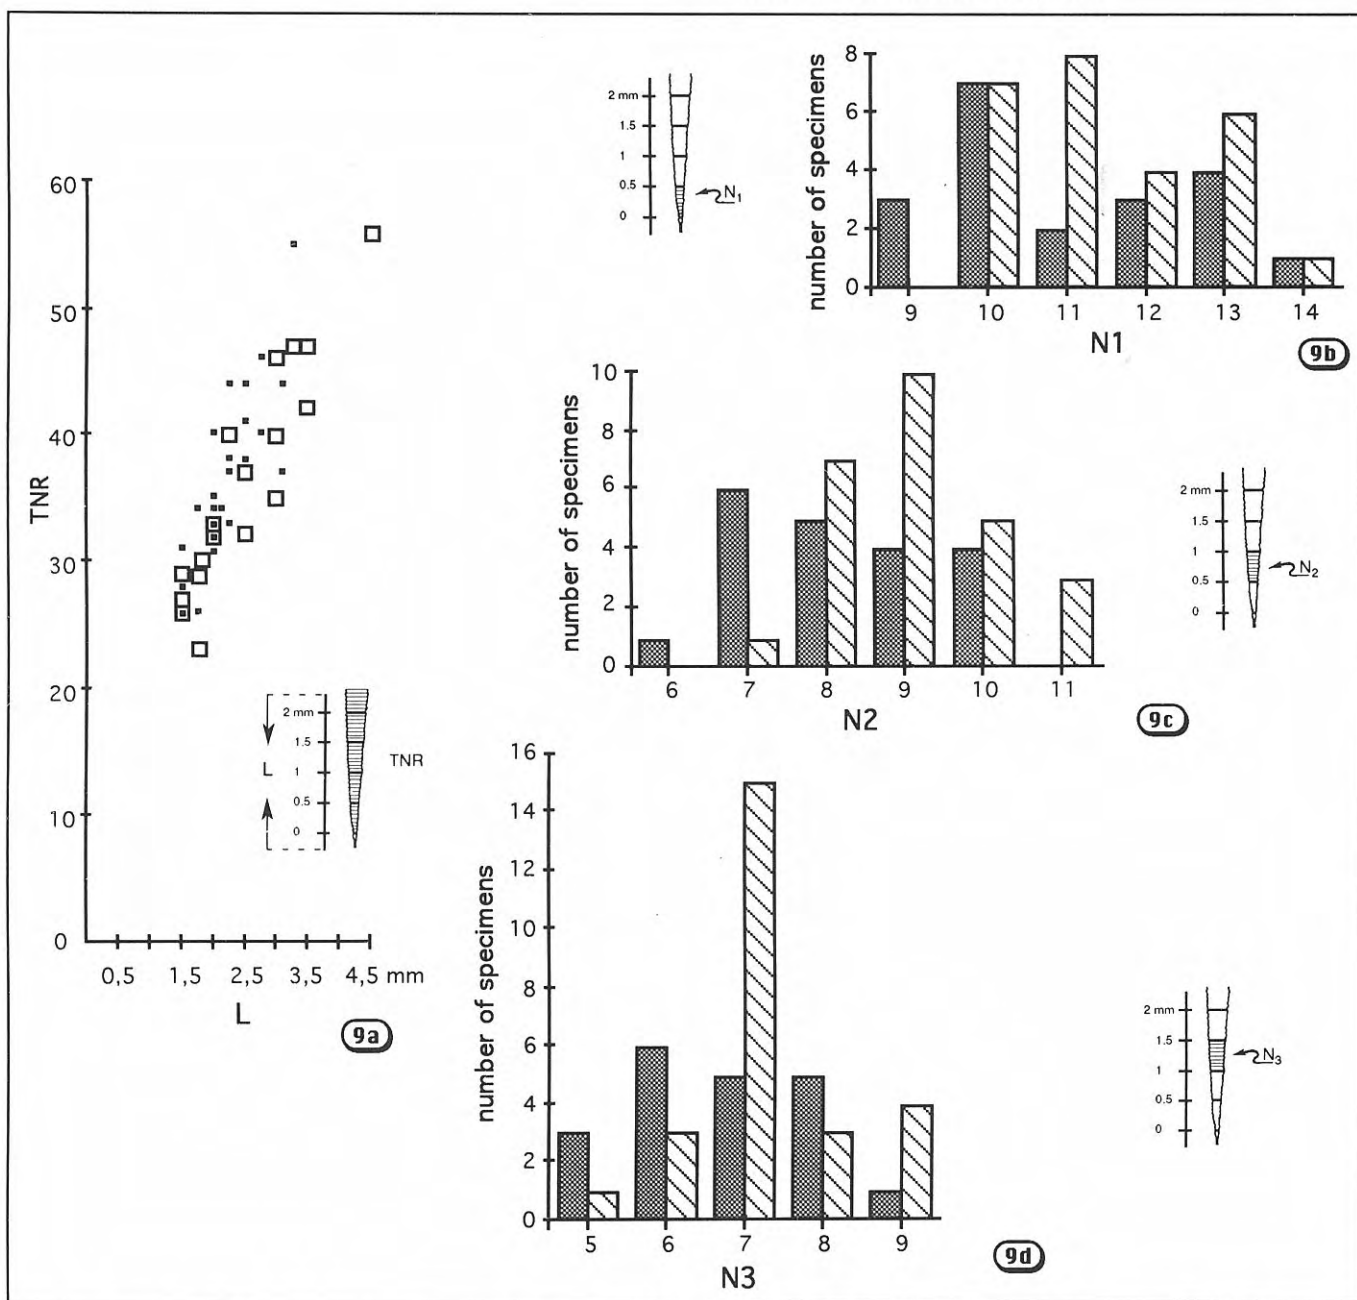 60
50
40
30
20
10
0
TNR
0,5 1,5 2,5 3,5 4,5 mm
L
2 mm
1.5
1
0.5
0
L
TNR
9a
2 mm
1.5
1
0.5
0
N1
number of specimens
8
6
4
2
0
9 10 11 12 13 14
N1
9b
number of specimens
10
8
6
4
2
0
6 7 8 9 10 11
N2
9c
2 mm
1.5
1
0.5
0
N2
number of specimens
16
14
12
10
8
6
4
2
0
5 6 7 8 9
N3
9d
2 mm
1.5
1
0.5
0
N3